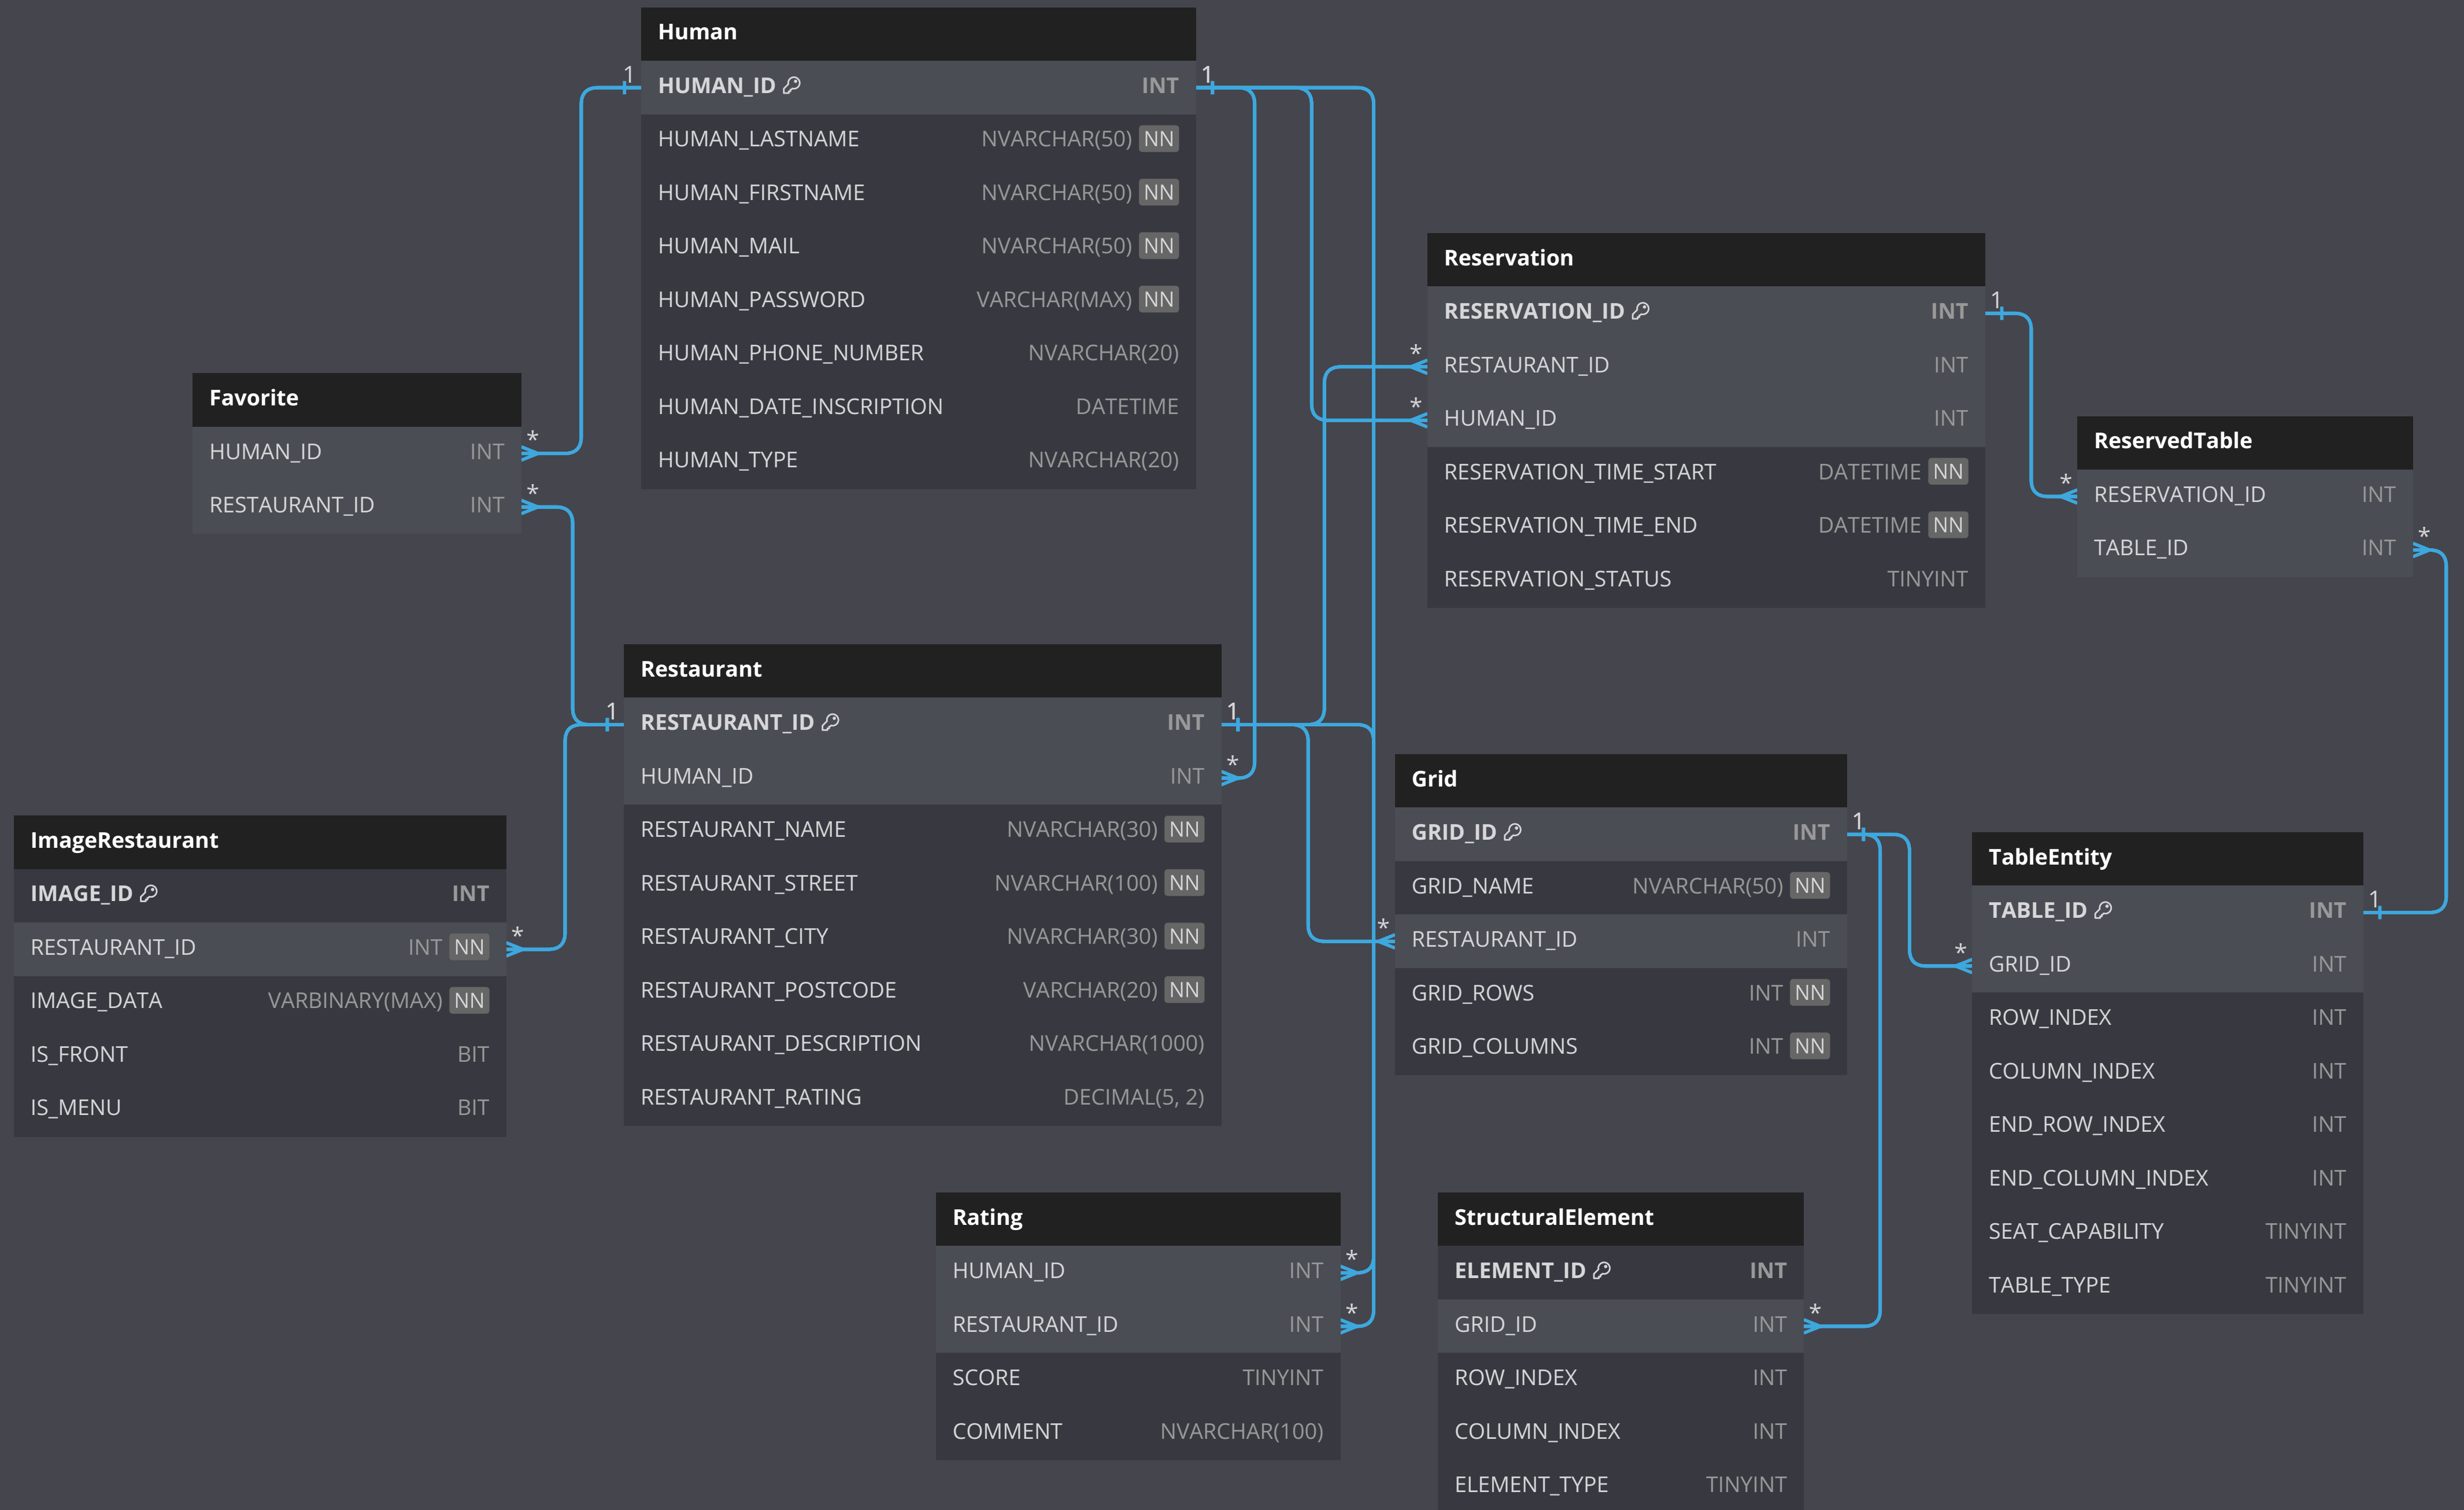 Human
1 HUMAN_ID INT 1
HUMAN_LASTNAME NVARCHAR(50) NN
HUMAN_FIRSTNAME NVARCHAR(50) NN
HUMAN_MAIL NVARCHAR(50) NN
HUMAN_PASSWORD VARCHAR(MAX) NN
HUMAN_PHONE_NUMBER NVARCHAR(20)
HUMAN_DATE_INSCRIPTION DATETIME
HUMAN_TYPE NVARCHAR(20)
Favorite
HUMAN_ID INT *
RESTAURANT_ID INT *
Reservation
RESERVATION_ID INT 1
* RESTAURANT_ID INT
* HUMAN_ID INT
RESERVATION_TIME_START DATETIME NN
RESERVATION_TIME_END DATETIME NN
RESERVATION_STATUS TINYINT
ReservedTable
* RESERVATION_ID INT
TABLE_ID INT *
Restaurant
1 RESTAURANT_ID INT 1
HUMAN_ID INT *
RESTAURANT_NAME NVARCHAR(30) NN
RESTAURANT_STREET NVARCHAR(100) NN
RESTAURANT_CITY NVARCHAR(30) NN
RESTAURANT_POSTCODE VARCHAR(20) NN
RESTAURANT_DESCRIPTION NVARCHAR(1000)
RESTAURANT_RATING DECIMAL(5, 2)
ImageRestaurant
IMAGE_ID INT
RESTAURANT_ID INT NN *
IMAGE_DATA VARBINARY(MAX) NN
IS_FRONT BIT
IS_MENU BIT
Grid
GRID_ID INT 1
GRID_NAME NVARCHAR(50) NN
* RESTAURANT_ID INT
GRID_ROWS INT NN
GRID_COLUMNS INT NN
TableEntity
TABLE_ID INT 1
* GRID_ID INT
ROW_INDEX INT
COLUMN_INDEX INT
END_ROW_INDEX INT
END_COLUMN_INDEX INT
SEAT_CAPABILITY TINYINT
TABLE_TYPE TINYINT
Rating
HUMAN_ID INT *
RESTAURANT_ID INT *
SCORE TINYINT
COMMENT NVARCHAR(100)
StructuralElement
ELEMENT_ID INT
GRID_ID INT *
ROW_INDEX INT
COLUMN_INDEX INT
ELEMENT_TYPE TINYINT